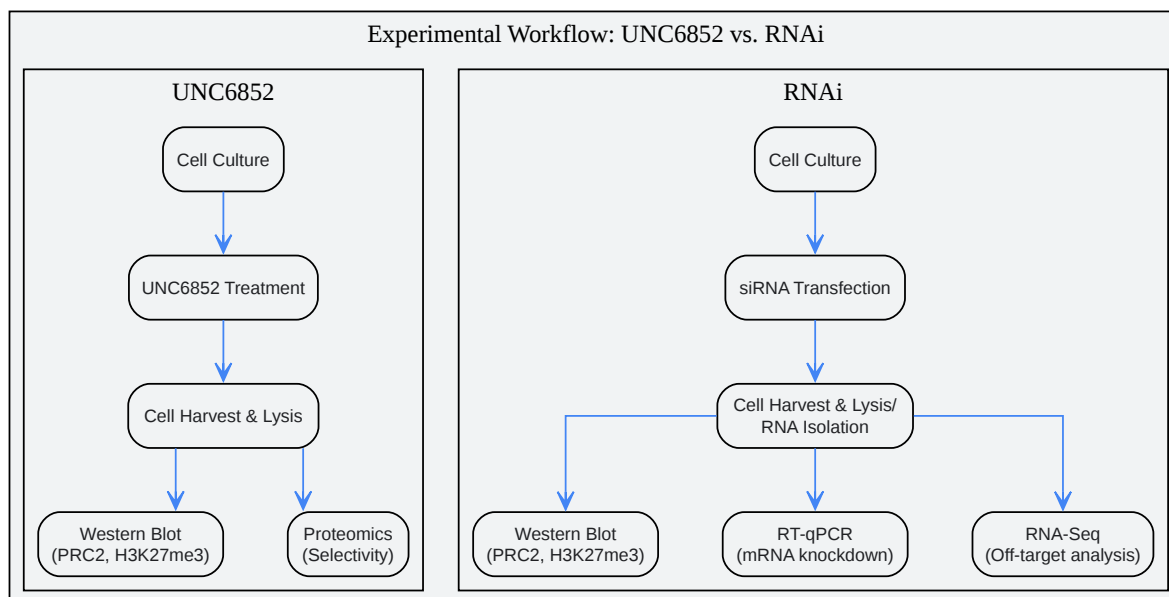 Experimental Workflow: UNC6852 vs. RNAi
UNC6852
Cell Culture
UNC6852 Treatment
Cell Harvest & Lysis
Western Blot
(PRC2, H3K27me3)
Proteomics
(Selectivity)
RNAi
Cell Culture
siRNA Transfection
Cell Harvest & Lysis/
RNA Isolation
Western Blot
(PRC2, H3K27me3)
RT-qPCR
(mRNA knockdown)
RNA-Seq
(Off-target analysis)